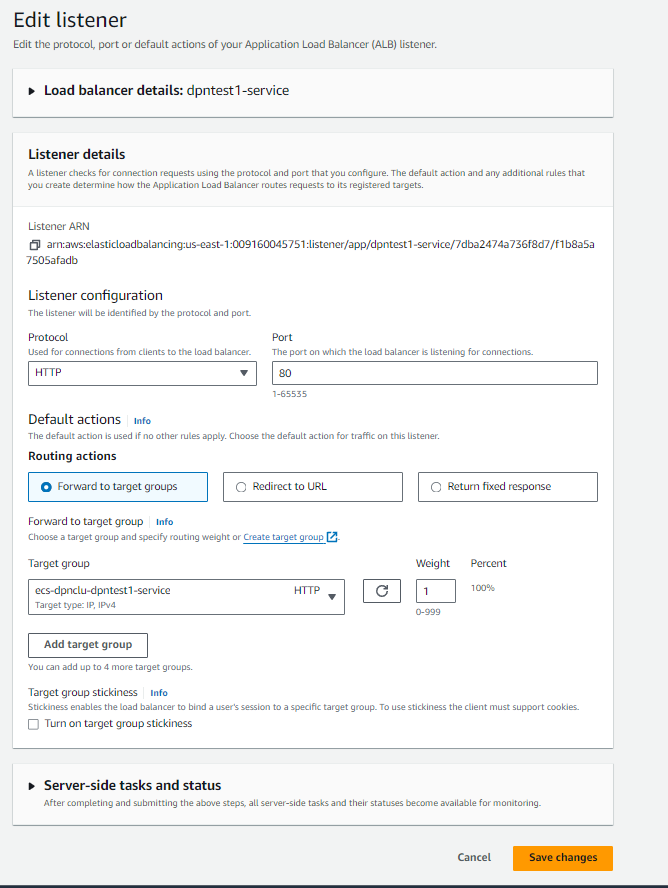 Edit listener
Edit the protocol, port or default actions of your Application Load Balancer (ALB) listener.
Load balancer details: dpntest1-service
Listener details
A listener checks for connection requests using the protocol and port that you configure. The default action and any additional rules that
you create determine how the Application Load Balancer routes requests to its registered targets.
Listener ARN
arn:aws:elasticloadbalancing:us-east-1:009160045751:listener/app/dpntest1-service/7dba2474a736f8d7/f1b8a5a
7505afadb
Listener configuration
The listener will be identified by the protocol and port.
Protocol
Used for connections from clients to the load balancer.
HTTP
Port
The port on which the load balancer is listening for connections.
80
1-65535
Default actions Info
The default action is used if no other rules apply. Choose the default action for traffic on this listener.
Routing actions
Forward to target groups
Redirect to URL
Return fixed response
Forward to target group Info
Choose a target group and specify routing weight or Create target group .
Target group
ecs-dpnclu-dpntest1-service HTTP
Target type: IP, IPv4
Weight
1
0-999
Percent
100%
Add target group
You can add up to 4 more target groups.
Target group stickiness Info
Stickiness enables the load balancer to bind a user's session to a specific target group. To use stickiness the client must support cookies.
Turn on target group stickiness
Server-side tasks and status
After completing and submitting the above steps, all server-side tasks and their statuses become available for monitoring.
Cancel
Save changes